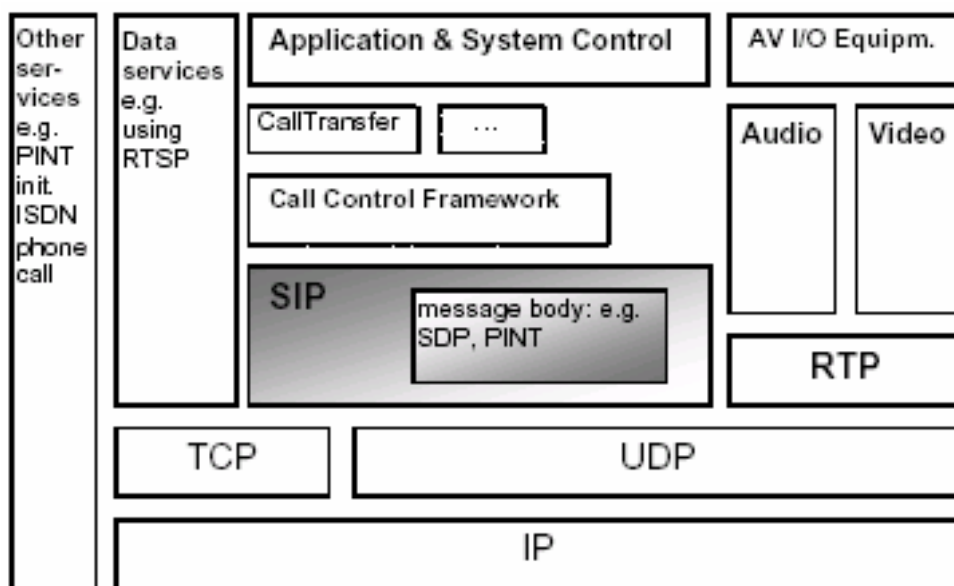 Other
ser-
vices
e.g.
PINT
init.
ISDN
phone
call
Data
services
e.g.
using
RTSP
Application & System Control
AV I/O Equipm.
CallTransfer
...
Audio
Video
Call Control Framework
SIP
message body: e.g.
SDP, PINT
RTP
TCP
UDP
IP